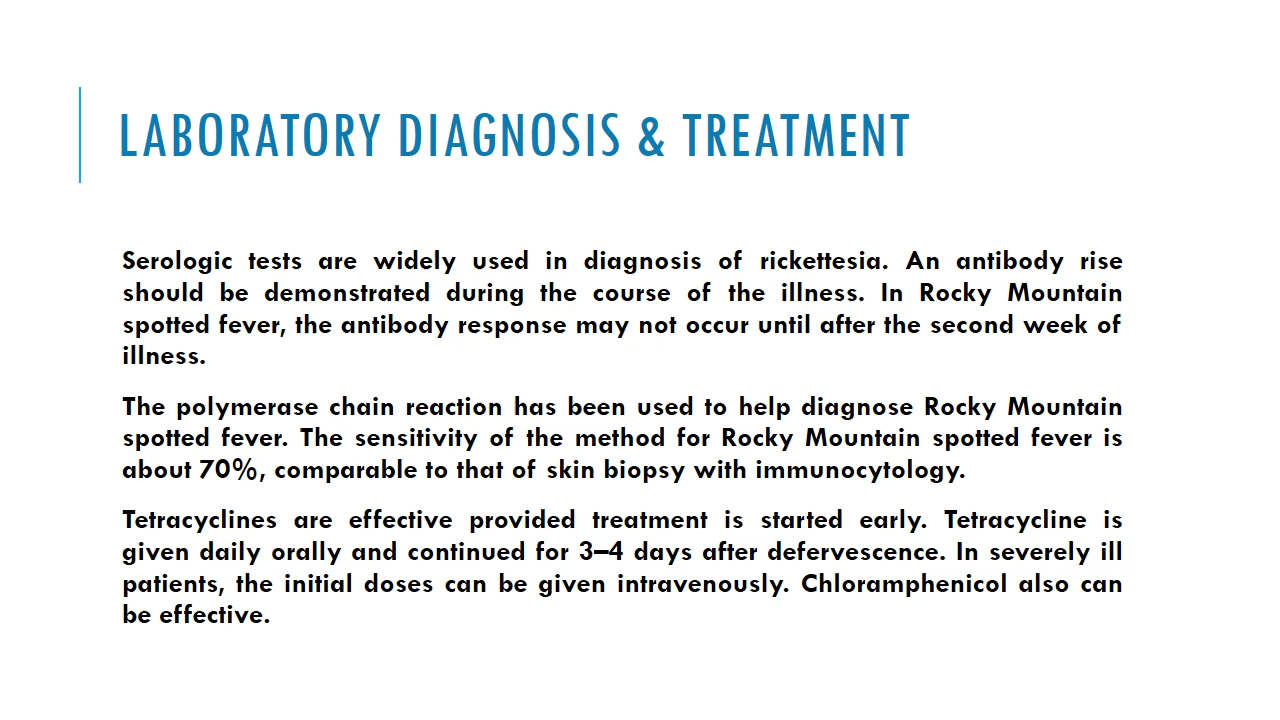 LABORATORY DIAGNOSIS & TREATMENT
Serologic tests are widely used in diagnosis of rickettesia. An antibody rise
should be demonstrated during the course of the illness. In Rocky Mountain
spotted fever, the antibody response may not occur until after the second week of
illness.
The polymerase chain reaction has been used to help diagnose Rocky Mountain
spotted fever. The sensitivity of the method for Rocky Mountain spotted fever is
about 70%, comparable to that of skin biopsy with immunocytology.
Tetracyclines are effective provided treatment is started early. Tetracycline is
given daily orally and continued for 3–4 days after defervescence. In severely ill
patients, the initial doses can be given intravenously. Chloramphenicol also can
be effective.